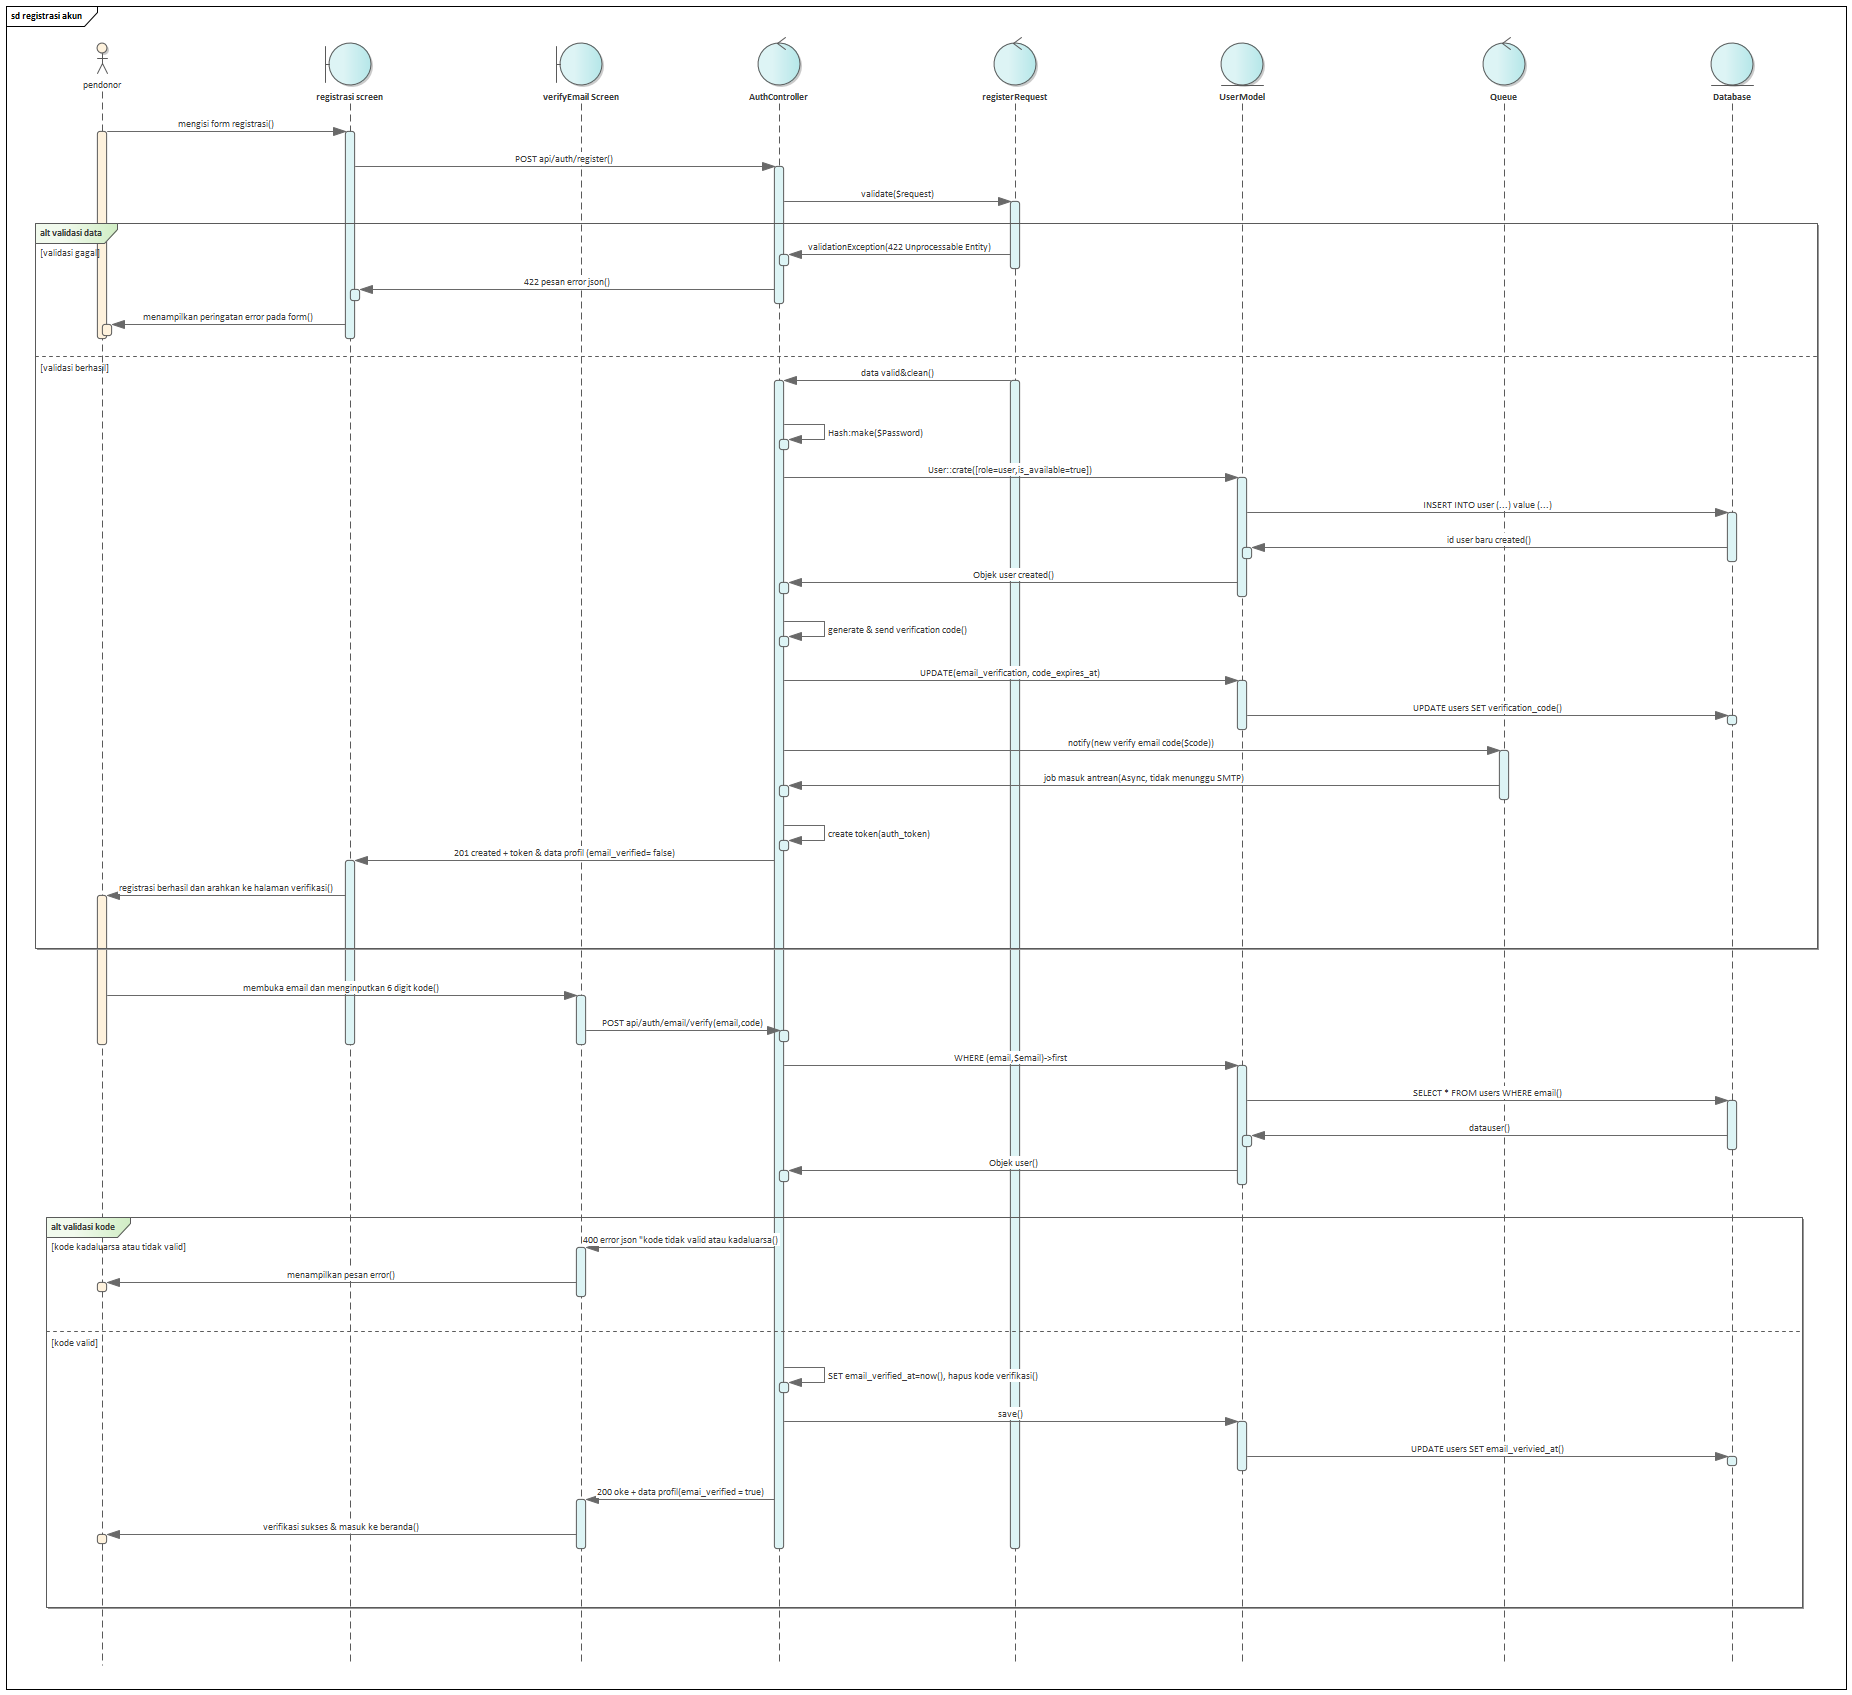 sd registrasi akun
pendonor
registrasi screen
verifyEmail Screen
AuthController
registerRequest
UserModel
Queue
Database
mengisi form registrasi()
POST api/auth/register()
validate($request)
alt validasi data
[validasi gagal]
validationException(422 Unprocessable Entity)
422 pesan error json()
menampilkan peringatan error pada form()
[validasi berhasil]
data valid&clean()
Hash:make($Password)
User::crate([role=user,is_available=true])
INSERT INTO user (...) value (...)
id user baru created()
Objek user created()
generate & send verification code()
UPDATE(email_verification, code_expires_at)
UPDATE users SET verification_code()
notify(new verify email code($code))
job masuk antrean(Async, tidak menunggu SMTP)
create token(auth_token)
201 created + token & data profil (email_verified= false)
registrasi berhasil dan arahkan ke halaman verifikasi()
membuka email dan menginputkan 6 digit kode()
POST api/auth/email/verify(email,code)
WHERE (email,$email)->first
SELECT * FROM users WHERE email()
datauser()
Objek user()
alt validasi kode
[kode kadaluarsa atau tidak valid]
400 error json "kode tidak valid atau kadaluarsa()
menampilkan pesan error()
[kode valid]
SET email_verified_at=now(), hapus kode verifikasi()
save()
UPDATE users SET email_verivied_at()
200 oke + data profil(emai_verified = true)
verifikasi sukses & masuk ke beranda()